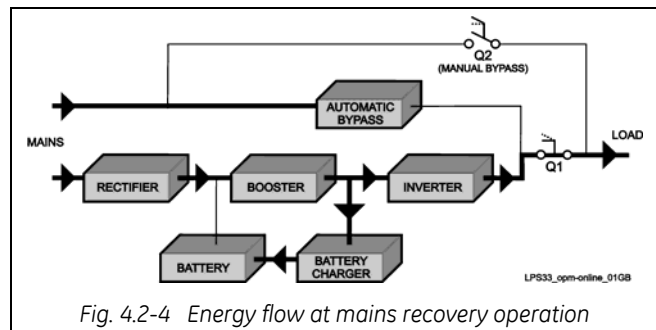 Q2
(MANUAL BYPASS)
AUTOMATIC
BYPASS
MAINS
LOAD
RECTIFIER
BOOSTER
INVERTER
Q1
BATTERY
BATTERY
CHARGER
LPS33_opm-online_01GB
Fig. 4.2-4 Energy flow at mains recovery operation